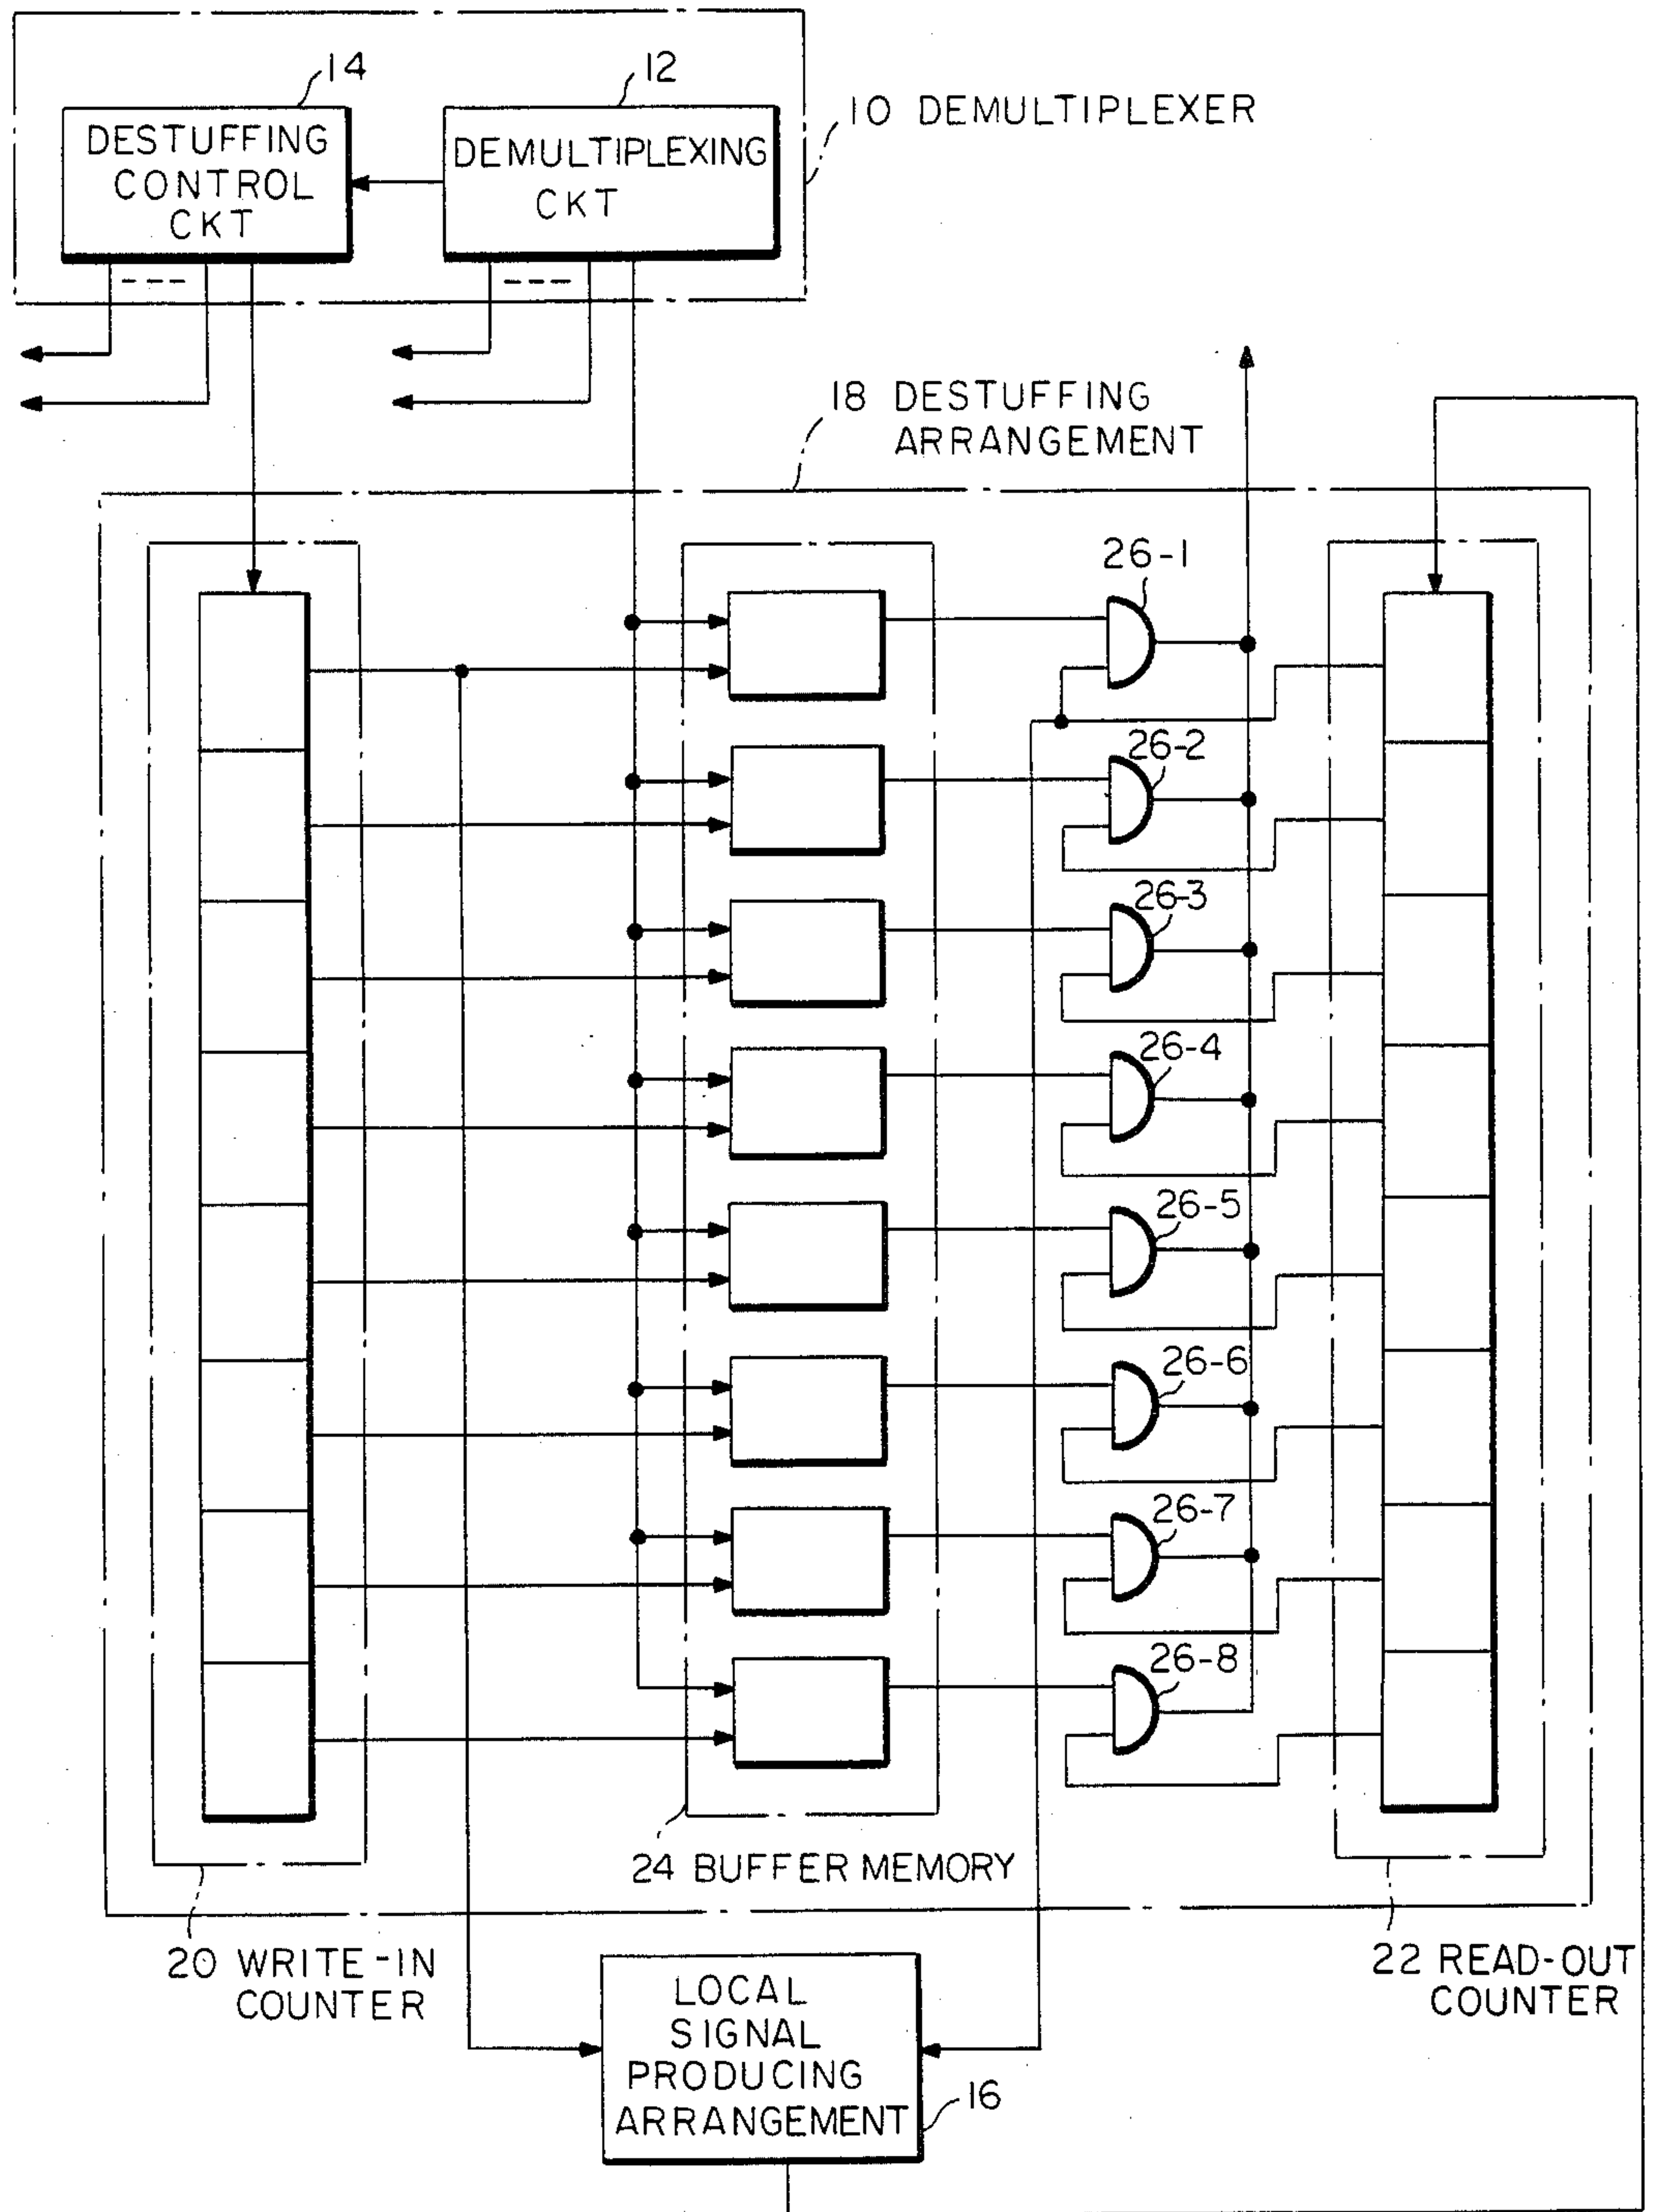 14
12
10 DEMULTIPLEXER
DESTUFFING
CONTROL
CKT
DEMULTIPLEXING
CKT
18 DESTUFFING
ARRANGEMENT
26-1
26-2
26-3
26-4
26-5
26-6
26-7
26-8
24 BUFFER MEMORY
20 WRITE-IN
COUNTER
22 READ-OUT
COUNTER
LOCAL
SIGNAL
PRODUCING
ARRANGEMENT
16